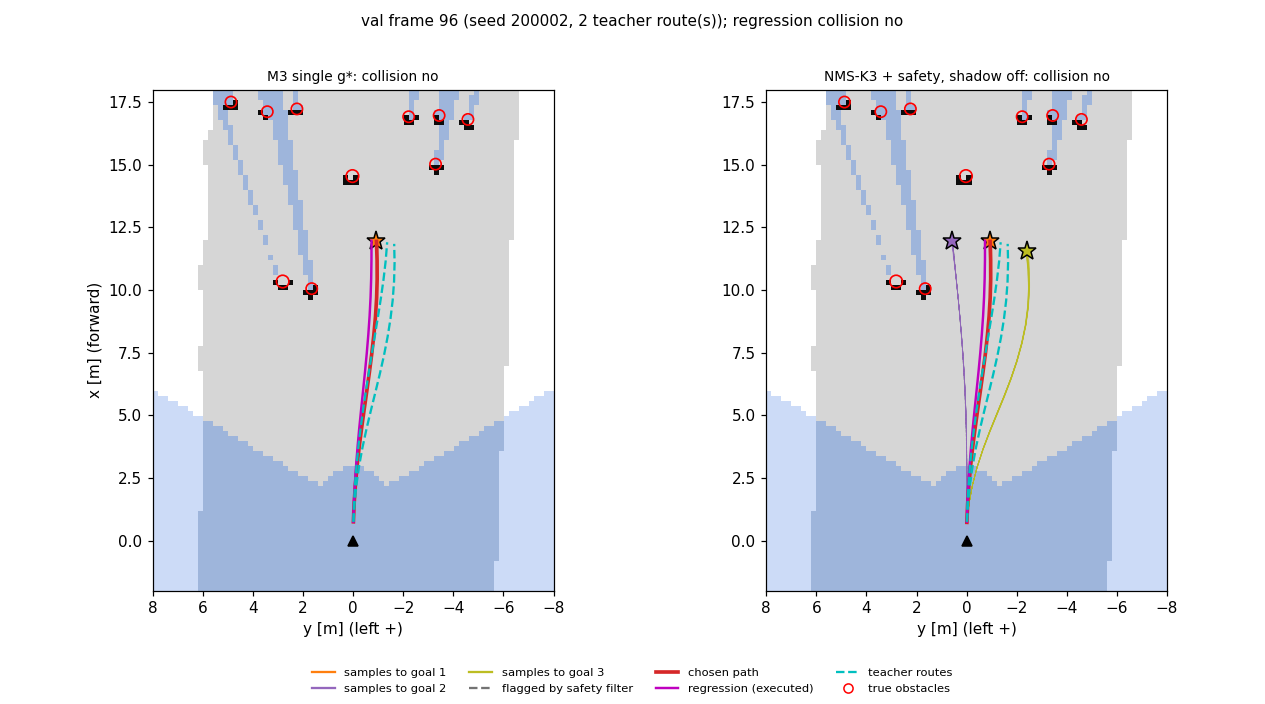 val frame 96 (seed 200002, 2 teacher route(s)); regression collision no
M3 single g*: collision no
NMS-K3 + safety, shadow off: collision no
17.5
15.0
12.5
10.0
7.5
5.0
2.5
0.0
x [m] (forward)
8 6 4 2 0 −2 −4 −6 −8
y [m] (left +)
17.5
15.0
12.5
10.0
7.5
5.0
2.5
0.0
8 6 4 2 0 −2 −4 −6 −8
y [m] (left +)
samples to goal 1
samples to goal 2
samples to goal 3
flagged by safety filter
chosen path
regression (executed)
teacher routes
true obstacles